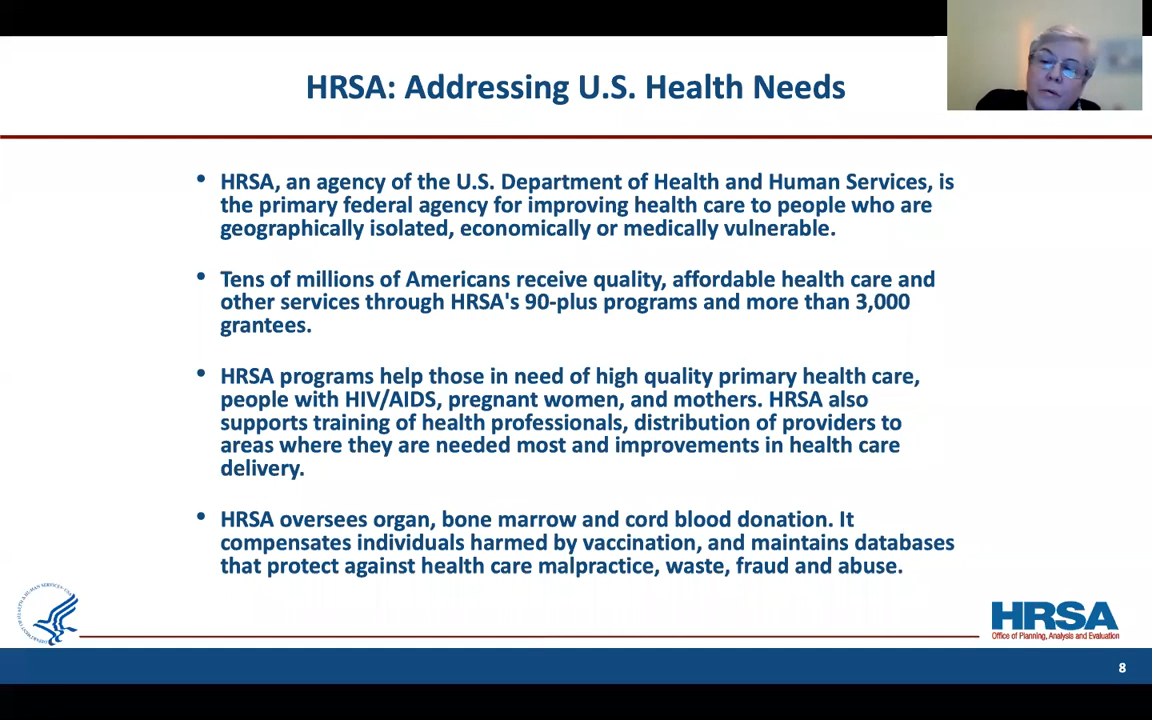 HRSA: Addressing U.S. Health Needs
• HRSA, an agency of the U.S. Department of Health and Human Services, is
the primary federal agency for improving health care to people who are
geographically isolated, economically or medically vulnerable.
• Tens of millions of Americans receive quality, affordable health care and
other services through HRSA's 90-plus programs and more than 3,000
grantees.
• HRSA programs help those in need of high quality primary health care,
people with HIV/AIDS, pregnant women, and mothers. HRSA also
supports training of health professionals, distribution of providers to
areas where they are needed most and improvements in health care
delivery.
• HRSA oversees organ, bone marrow and cord blood donation. It
compensates individuals harmed by vaccination, and maintains databases
that protect against health care malpractice, waste, fraud and abuse.
HRSA
Office of Planning, Analysis and Evaluation
8